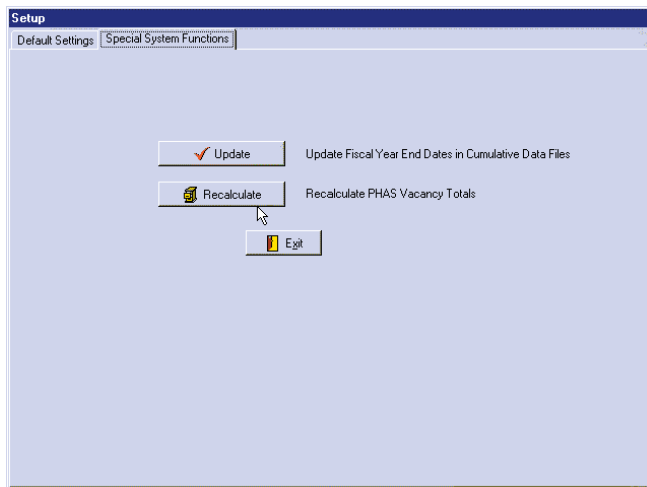 Setup
Default Settings Special System Functions
Update Update Fiscal Year End Dates in Cumulative Data Files
Recalculate Recalculate PHAS Vacancy Totals
Exit